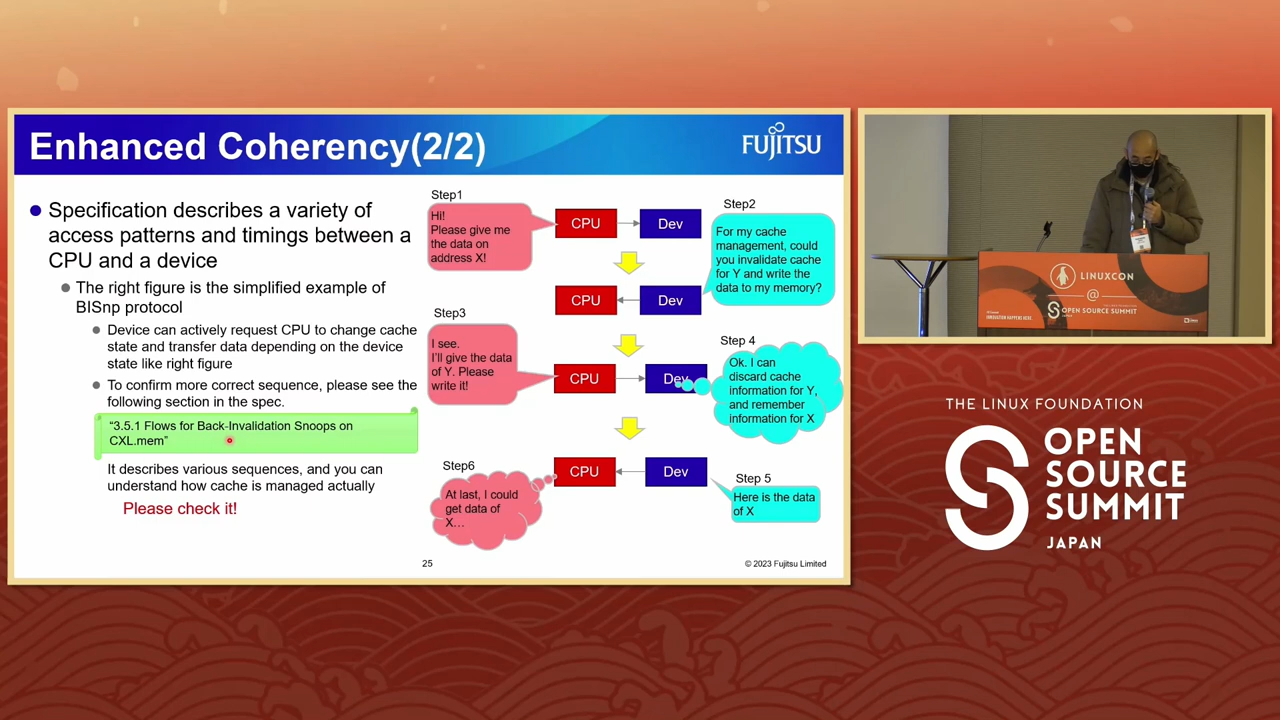 Enhanced Coherency(2/2)
FUJITSU
Specification describes a variety of
access patterns and timings between a
CPU and a device
The right figure is the simplified example of
BISnp protocol
Device can actively request CPU to change cache
state and transfer data depending on the device
state like right figure
To confirm more correct sequence, please see the
following section in the spec.
"3.5.1 Flows for Back-Invalidation Snoops on
CXL.mem"
It describes various sequences, and you can
understand how cache is managed actually
Please check it!
Step1
Hi!
Please give me
the data on
address X!
CPU
Dev
Step2
For my cache
management, could
you invalidate cache
for Y and write the
data to my memory?
CPU
Dev
Step3
I see.
I'll give the data
of Y. Please
write it!
CPU
Dev
Step 4
Ok. I can
discard cache
information for Y,
and remember
information for X
CPU
Dev
Step 5
Here is the data
of X
Step6
At last, I could
get data of
X…
25
© 2023 Fujitsu Limited
LINUXCON
@
OPEN SOURCE SUMMIT
THE LINUX FOUNDATION
OPEN
SOURCE
SUMMIT
JAPAN